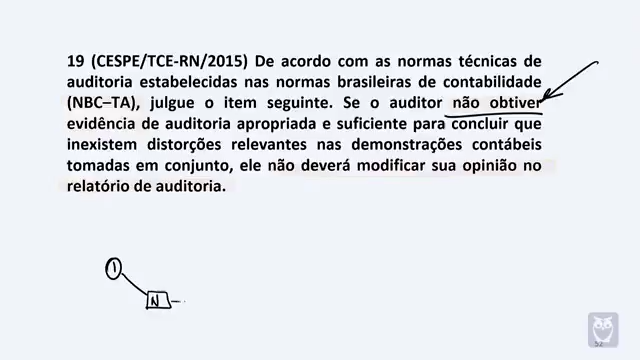 19 (CESPE/TCE-RN/2015) De acordo com as normas técnicas de
auditoria estabelecidas nas normas brasileiras de contabilidade
(NBC–TA), julgue o item seguinte. Se o auditor não obtiver
evidência de auditoria apropriada e suficiente para concluir que
inexistem distorções relevantes nas demonstrações contábeis
tomadas em conjunto, ele não deverá modificar sua opinião no
relatório de auditoria.
1
N
52